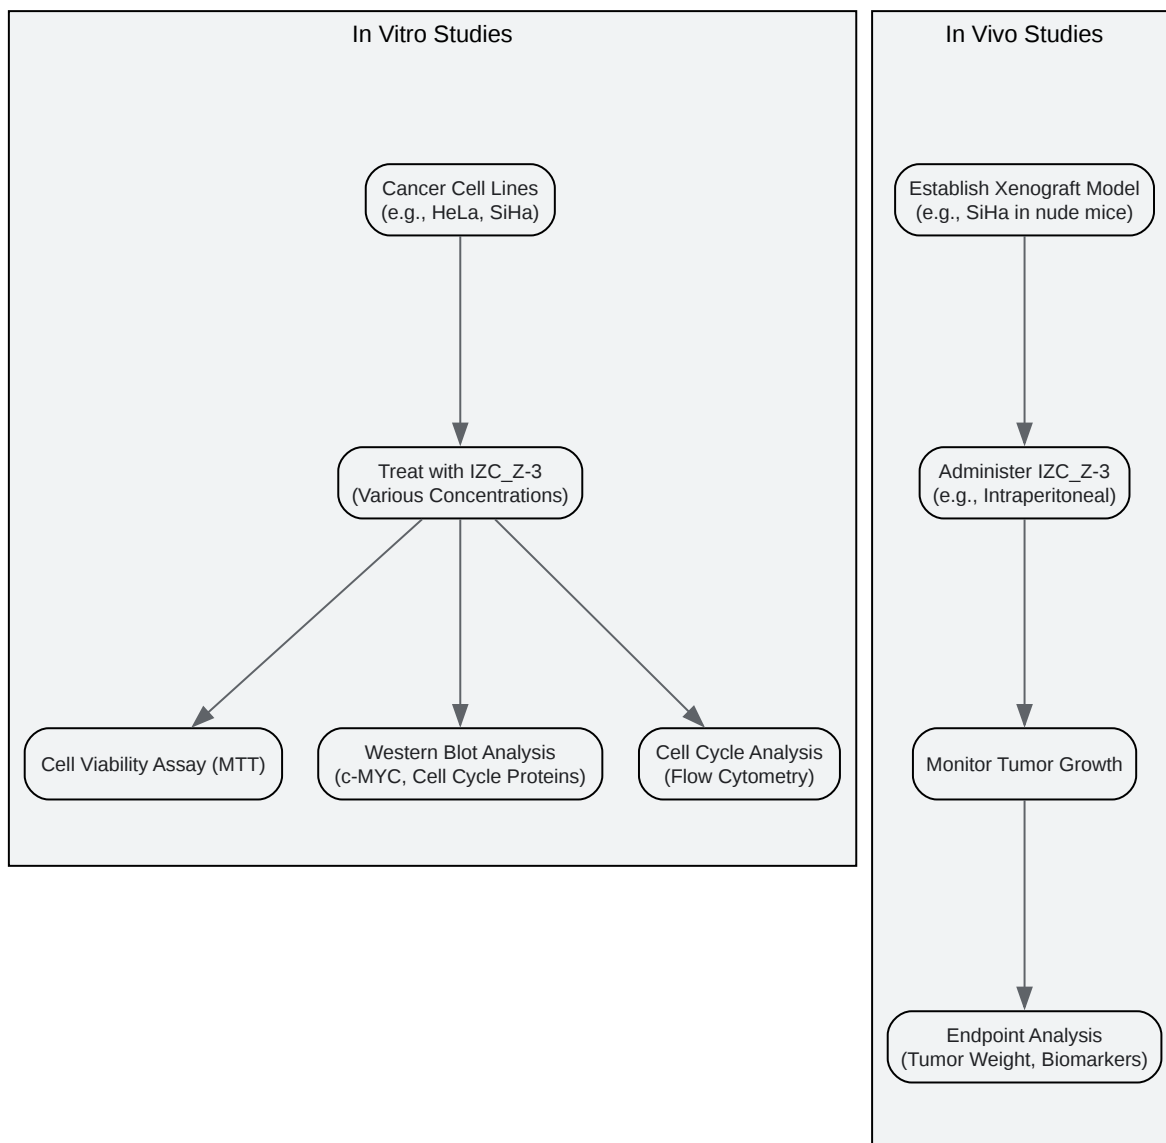 In Vitro Studies
Cancer Cell Lines
(e.g., HeLa, SiHa)
Treat with IZC_Z-3
(Various Concentrations)
Cell Viability Assay (MTT)
Western Blot Analysis
(c-MYC, Cell Cycle Proteins)
Cell Cycle Analysis
(Flow Cytometry)
In Vivo Studies
Establish Xenograft Model
(e.g., SiHa in nude mice)
Administer IZC_Z-3
(e.g., Intraperitoneal)
Monitor Tumor Growth
Endpoint Analysis
(Tumor Weight, Biomarkers)